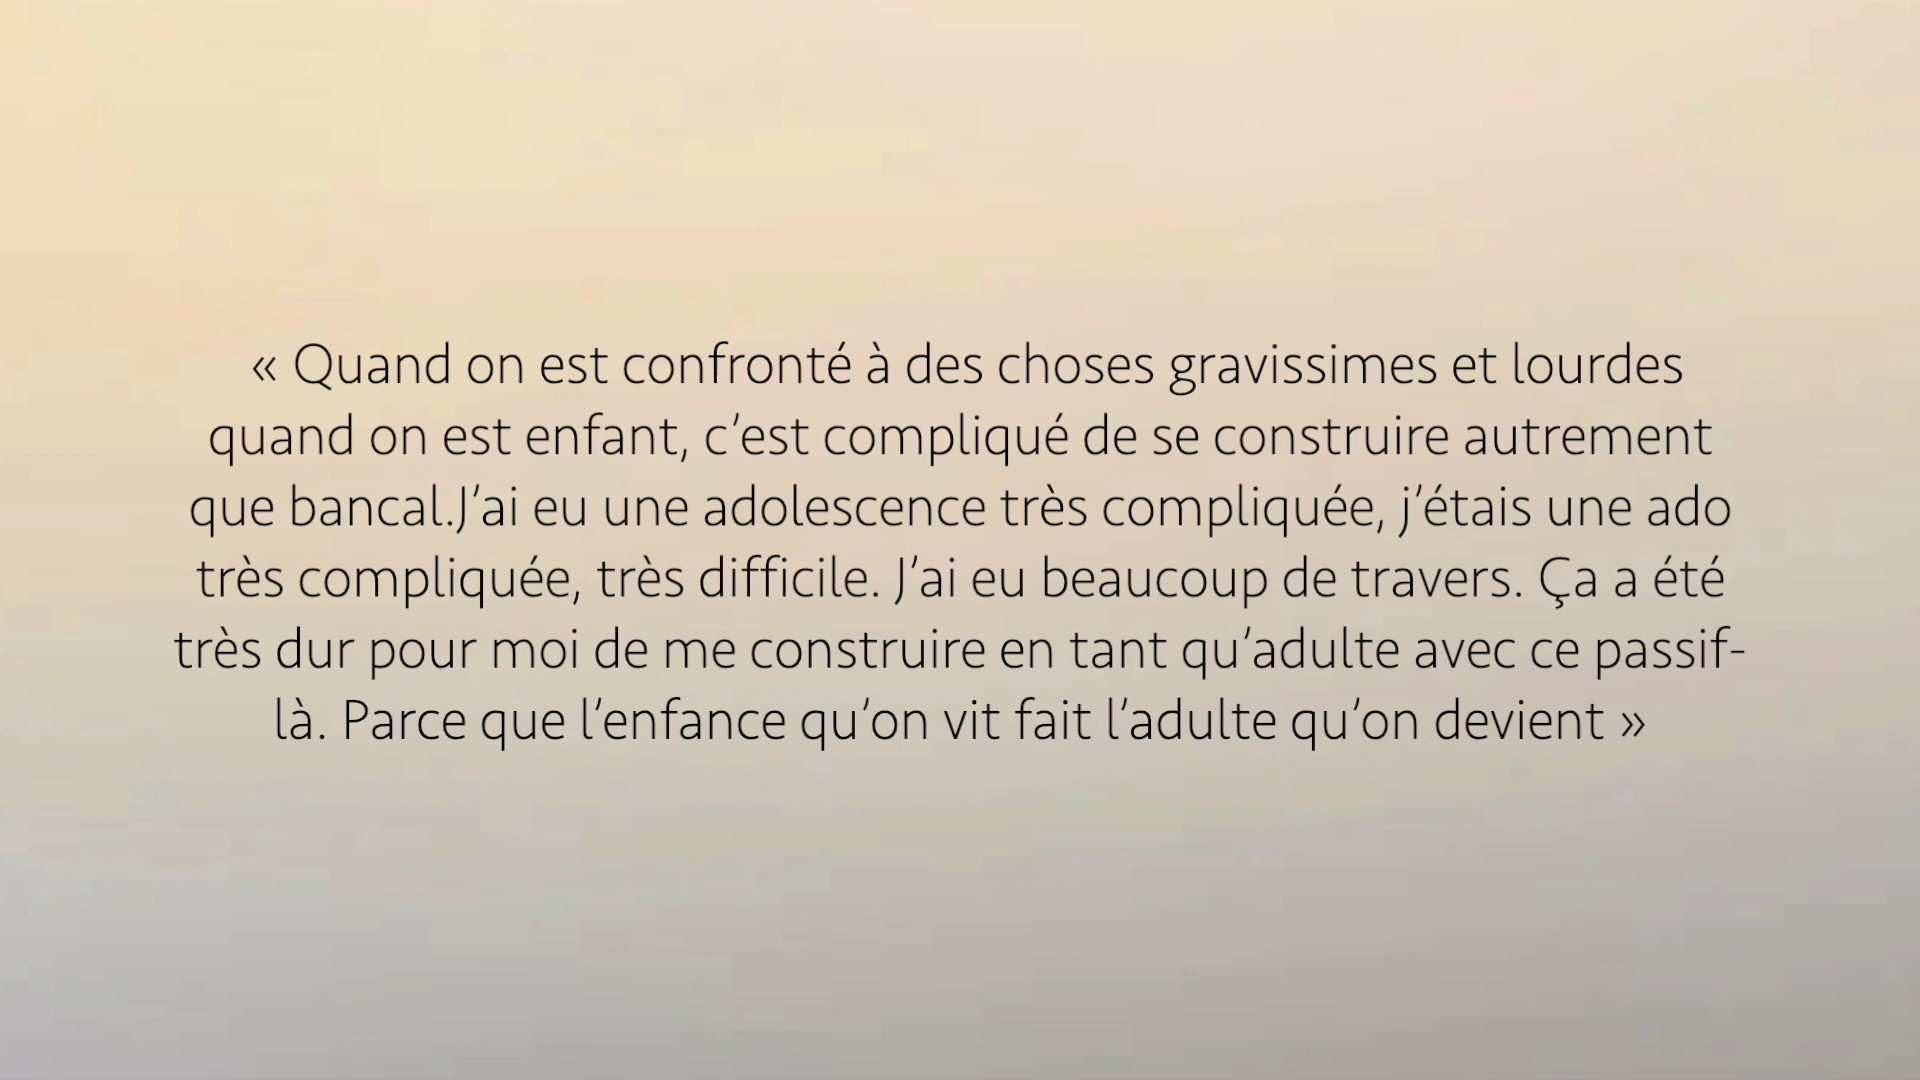 « Quand on est confronté à des choses gravissimes et lourdes
quand on est enfant, c’est compliqué de se construire autrement
que bancal.J’ai eu une adolescence très compliquée, j’étais une ado
très compliquée, très difficile. J’ai eu beaucoup de travers. Ça a été
très dur pour moi de me construire en tant qu’adulte avec ce passif-
là. Parce que l’enfance qu’on vit fait l’adulte qu’on devient »